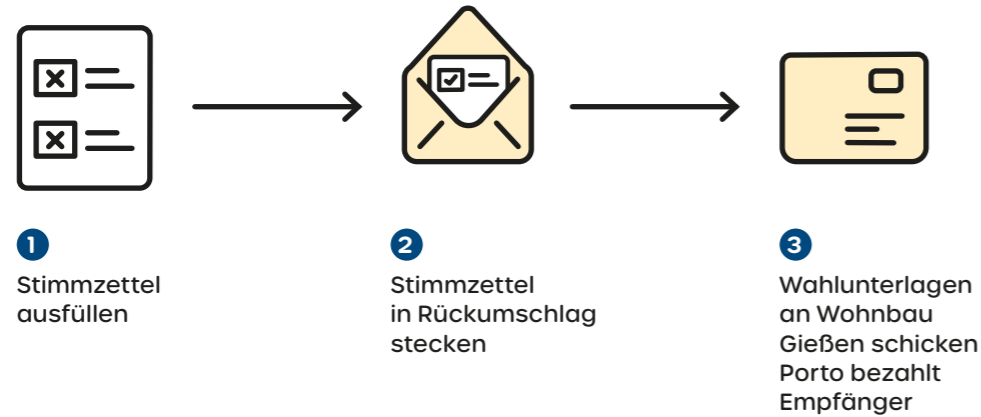 1
Stimmzettel
ausfüllen
2
Stimmzettel
in Rückumschlag
stecken
3
Wahlunterlagen
an Wohnbau
Gießen schicken
Porto bezahlt
Empfänger